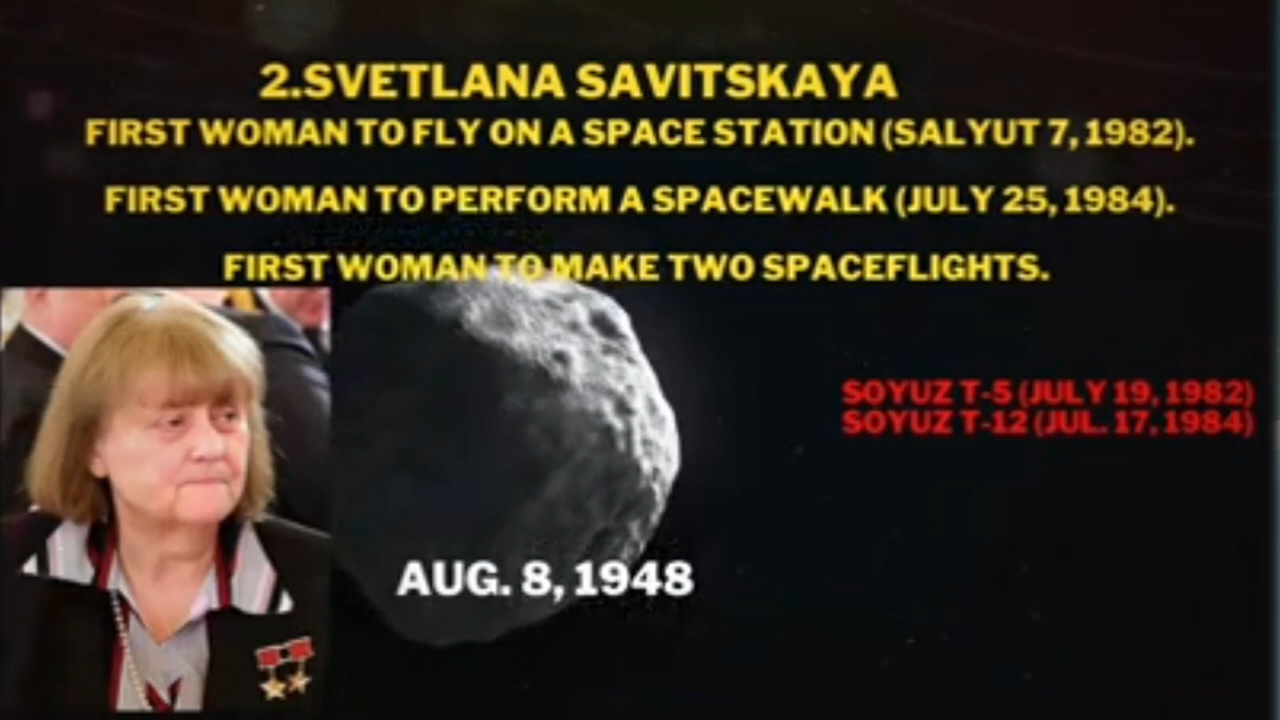 2.SVETLANA SAVITSKAYA
FIRST WOMAN TO FLY ON A SPACE STATION (SALYUT 7, 1982).
FIRST WOMAN TO PERFORM A SPACEWALK (JULY 25, 1984).
FIRST WOMAN TO MAKE TWO SPACEFLIGHTS.
SOYUZ T-5 (JULY 19, 1982)
SOYUZ T-12 (JUL. 17, 1984)
AUG. 8, 1948